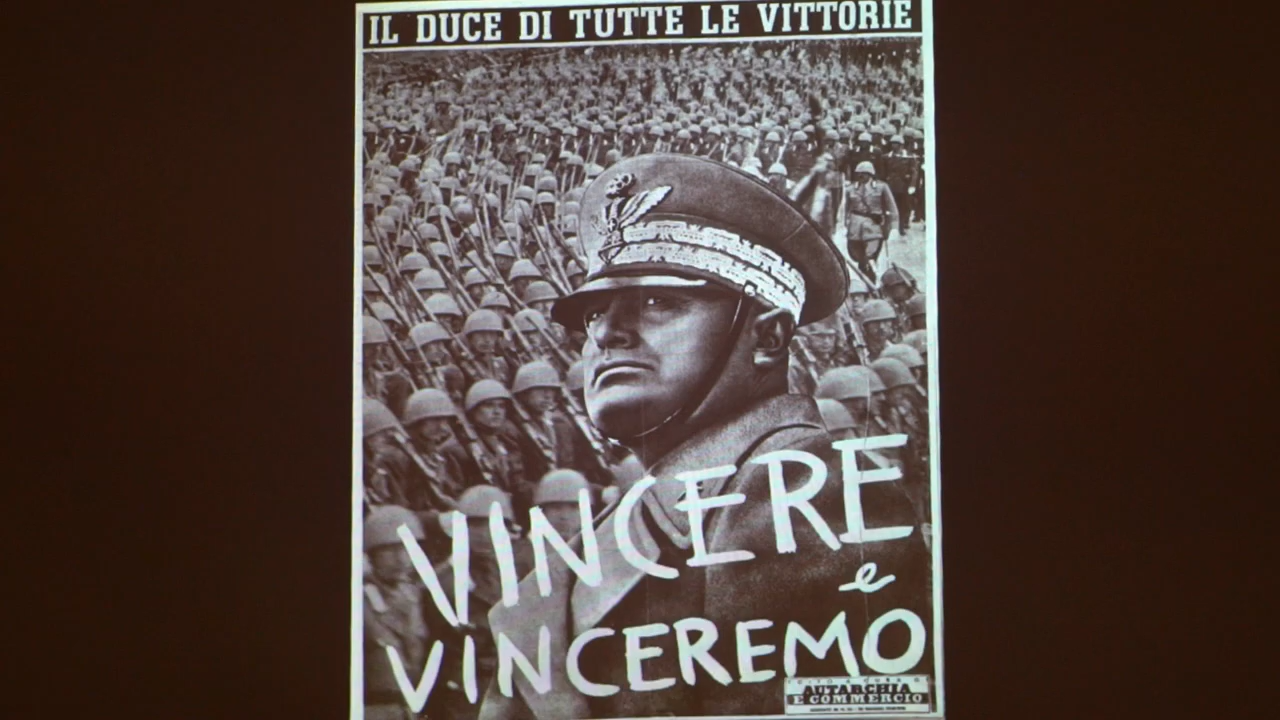 IL DUCE DI TUTTE LE VITTORIE
VINCERE
e
VINCEREMO
AUTARCHIA
E COMMERCIO